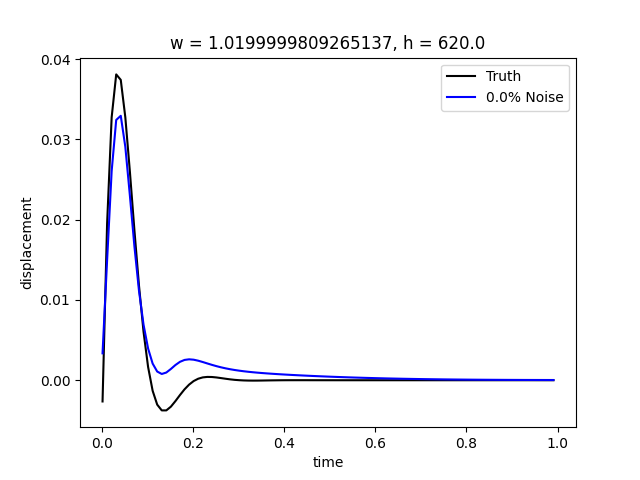 w = 1.0199999809265137, h = 620.0
Truth
0.0% Noise
0.04
0.03
0.02
0.01
0.00
displacement
0.0 0.2 0.4 0.6 0.8 1.0
time